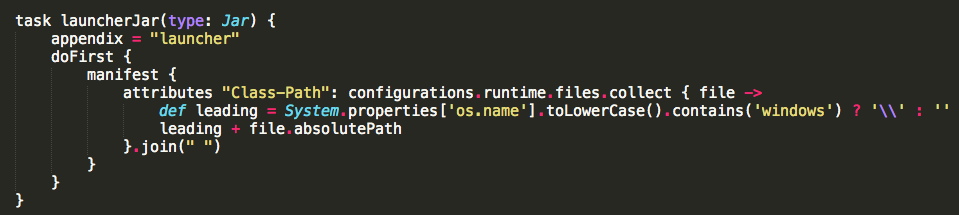 task launcherJar(type: Jar) {
    appendix = "launcher"
    doFirst {
        manifest {
            attributes "Class-Path": configurations.runtime.files.collect { file ->
                def leading = System.properties['os.name'].toLowerCase().contains('windows') ? '\\' : ''
                leading + file.absolutePath
            }.join(" ")
        }
    }
}